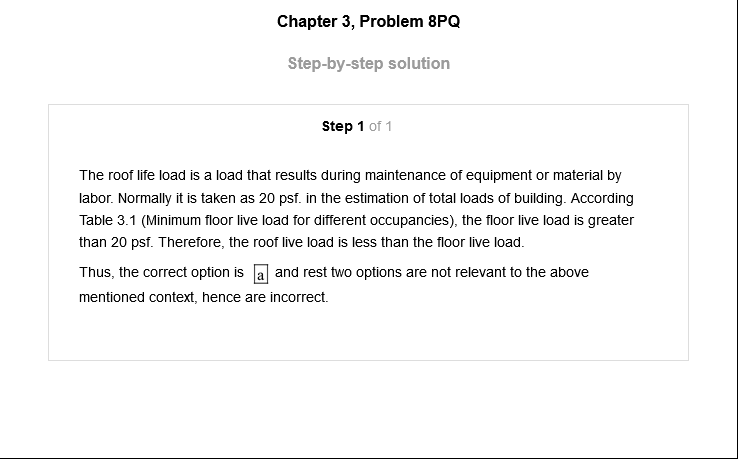 Chapter 3, Problem 8PQ
Step-by-step solution
Step 1 of 1
The roof life load is a load that results during maintenance of equipment or material by
labor. Normally it is taken as 20 psf. in the estimation of total loads of building. According
Table 3.1 (Minimum floor live load for different occupancies), the floor live load is greater
than 20 psf. Therefore, the roof live load is less than the floor live load.
Thus, the correct option is a and rest two options are not relevant to the above
mentioned context, hence are incorrect.